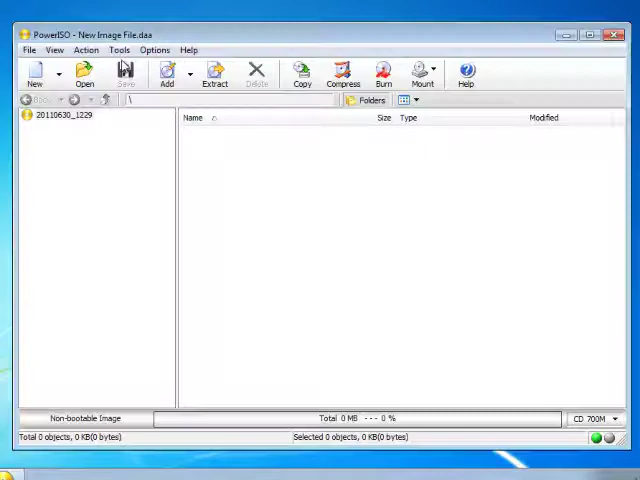 PowerISO - New Image File.daa
File View Action Tools Options Help
New Open Save Add Extract Delete Copy Compress Burn Mount Help
Back \ Folders
20110630_1229
Name Size Type Modified
Non-bootable Image Total 0 MB --- 0 % CD 700M
Total 0 objects, 0 KB(0 bytes) Selected 0 objects, 0 KB(0 bytes)